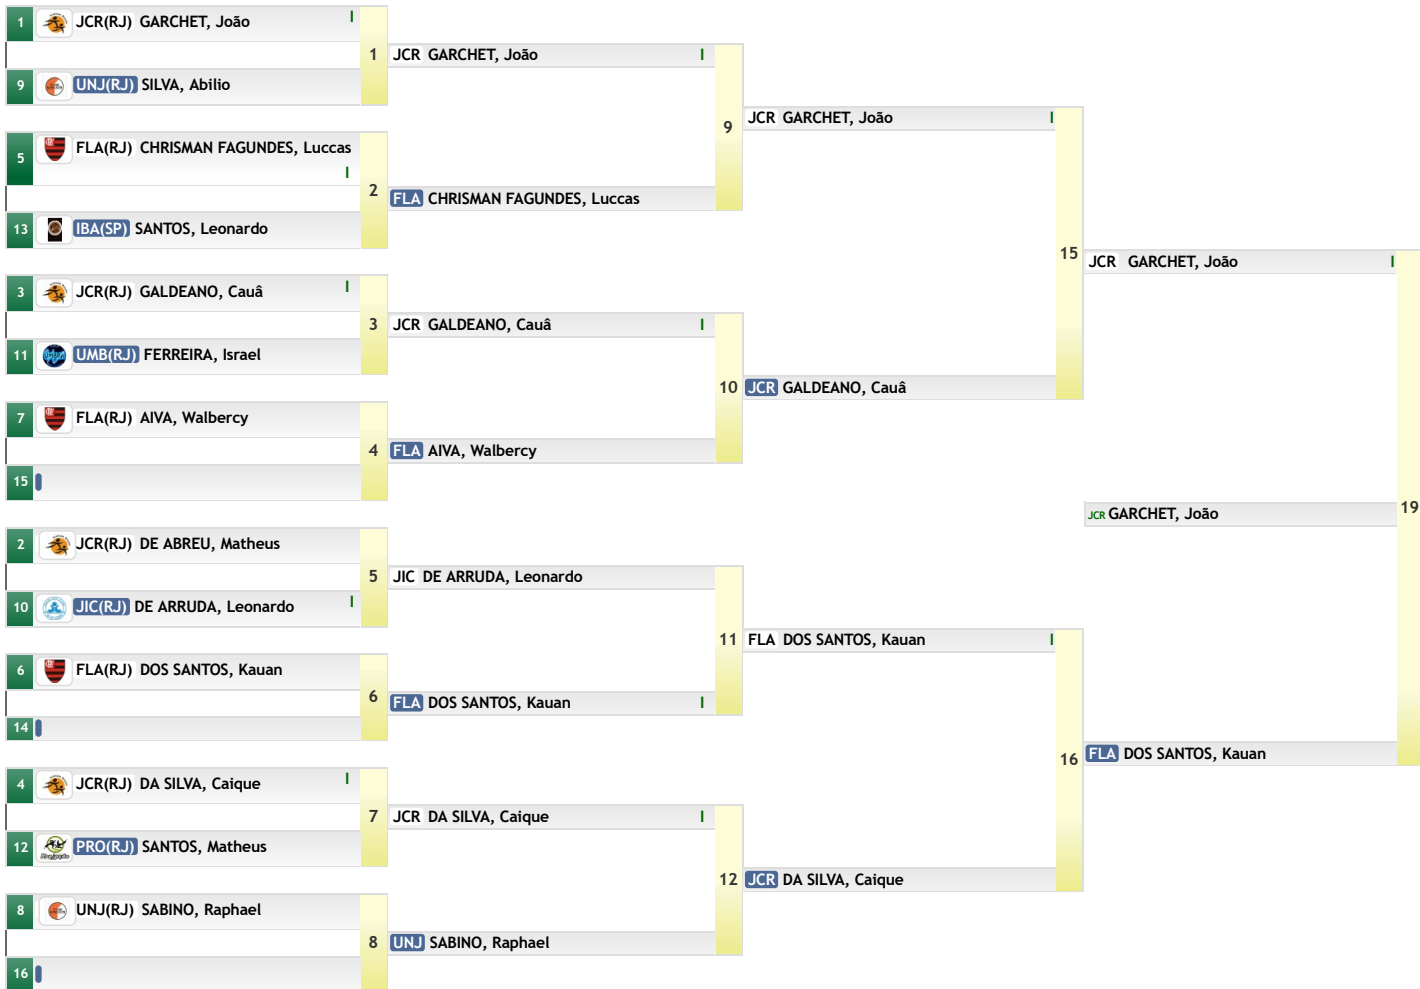 1 JCR(RJ) GARCHET, João I
9 UNJ(RJ) SILVA, Abilio
1
5 FLA(RJ) CHRISMAN FAGUNDES, Luccas
I
13 IBA(SP) SANTOS, Leonardo
2
3 JCR(RJ) GALDEANO, Cauâ I
11 UMB(RJ) FERREIRA, Israel
3
7 FLA(RJ) AIVA, Walbercy
15
4
2 JCR(RJ) DE ABREU, Matheus
10 JIC(RJ) DE ARRUDA, Leonardo I
5
6 FLA(RJ) DOS SANTOS, Kauan
14
6
4 JCR(RJ) DA SILVA, Caique I
12 PRO(RJ) SANTOS, Matheus
7
8 UNJ(RJ) SABINO, Raphael
16
8
JCR GARCHET, João I
FLA CHRISMAN FAGUNDES, Luccas
9
JCR GALDEANO, Cauâ I
FLA AIVA, Walbercy
10
JIC DE ARRUDA, Leonardo
FLA DOS SANTOS, Kauan I
11
JCR DA SILVA, Caique I
UNJ SABINO, Raphael
12
JCR GARCHET, João I
JCR GALDEANO, Cauâ
15
FLA DOS SANTOS, Kauan I
JCR DA SILVA, Caique
16
JCR GARCHET, João I
JCR GARCHET, João
FLA DOS SANTOS, Kauan
19